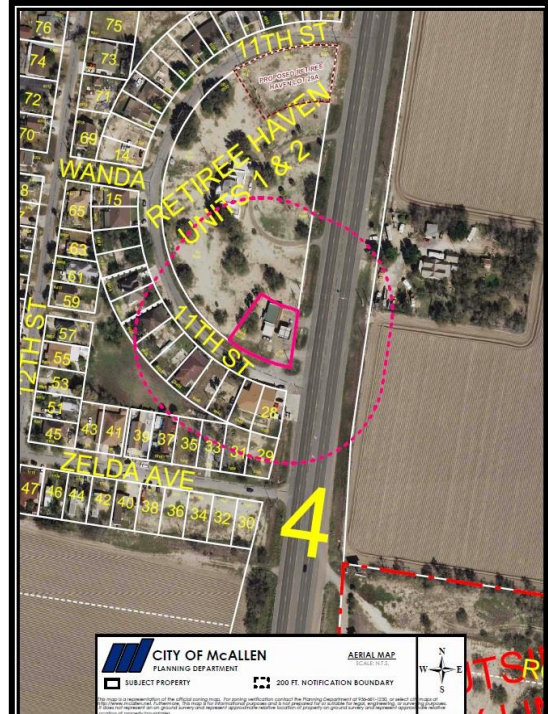 76
75
74
73
72
71
70
69
14
11TH ST
PROPOSED RETIREE
HAVEN LOT 29A
RETIREE HAVEN
UNITS 1 & 2
WANDA
15
8
65
63
61
59
57
55
53
51
45
12TH ST
11TH ST
28
43
41
39
37
35
33
31
29
ZELDA AVE
47
46
44
42
40
38
36
34
32
30
4
CITY OF McALLEN
PLANNING DEPARTMENT
AERIAL MAP
SCALE: N.T.S.
SUBJECT PROPERTY
200 FT. NOTIFICATION BOUNDARY
N
W
E
S